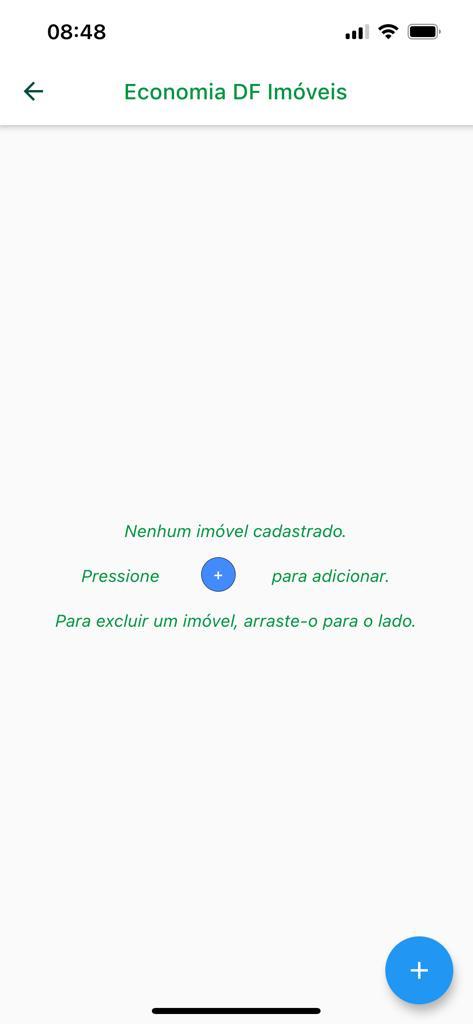 08:48
Economia DF Imóveis
Nenhum imóvel cadastrado.
Pressione + para adicionar.
Para excluir um imóvel, arraste-o para o lado.
+